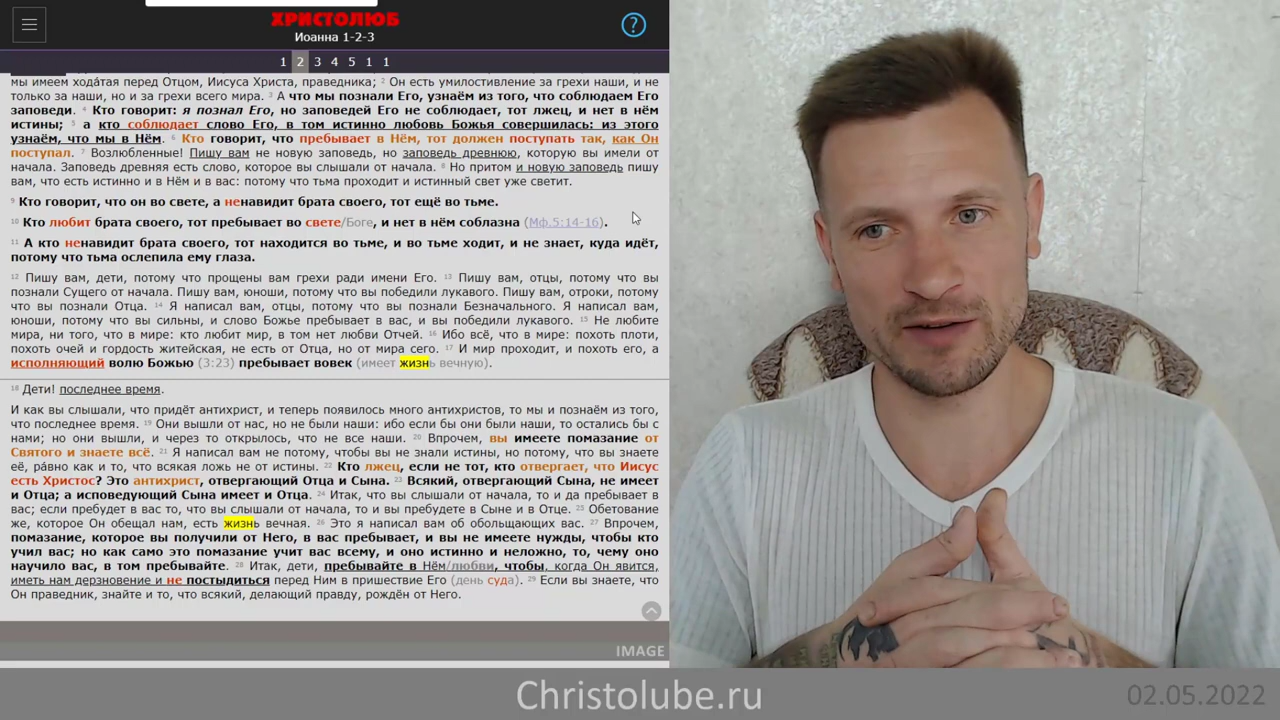 ХРИСТОЛЮБ
Иоанна 1-2-3
?
1 2 3 4 5 1 1
мы имеем хода́тая перед Отцом, Иисуса Христа, праведника; 2 Он есть умилостивление за грехи наши, и не
только за наши, но и за грехи всего мира. 3 А что мы познали Его, узнаём из того, что соблюдаем Его
заповеди. 4 Кто говорит: я познал Его, но заповедей Его не соблюдает, тот лжец, и нет в нём
истины; 5 а кто соблюдает слово Его, в том истинно любовь Божья совершилась: из этого
узнаём, что мы в Нём. 6 Кто говорит, что пребывает в Нём, тот должен поступать так, как Он
поступал. 7 Возлюбленные! Пишу вам не новую заповедь, но заповедь древнюю, которую вы имели от
начала. Заповедь древняя есть слово, которое вы слышали от начала. 8 Но притом и новую заповедь пишу
вам, что есть истинно и в Нём и в вас: потому что тьма проходит и истинный свет уже светит.
9 Кто говорит, что он во свете, а ненавидит брата своего, тот ещё во тьме.
10 Кто любит брата своего, тот пребывает во свете/Боге, и нет в нём соблазна (Мф.5:14-16).
11 А кто ненавидит брата своего, тот находится во тьме, и во тьме ходит, и не знает, куда идёт,
потому что тьма ослепила ему глаза.
12 Пишу вам, дети, потому что прощены вам грехи ради имени Его. 13 Пишу вам, отцы, потому что вы
познали Сущего от начала. Пишу вам, юноши, потому что вы победили лукавого. Пишу вам, отроки, потому
что вы познали Отца. 14 Я написал вам, отцы, потому что вы познали Безначального. Я написал вам,
юноши, потому что вы сильны, и слово Божье пребывает в вас, и вы победили лукавого. 15 Не любите
мира, ни того, что в мире: кто любит мир, в том нет любви Отчей. 16 Ибо всё, что в мире: похоть плоти,
похоть очей и гордость житейская, не есть от Отца, но от мира сего. 17 И мир проходит, и похоть его, а
исполняющий волю Божью (3:23) пребывает вовек (имеет жизнь вечную).
18 Дети! последнее время.
И как вы слышали, что придёт антихрист, и теперь появилось много антихристов, то мы и познаём из того,
что последнее время. 19 Они вышли от нас, но не были наши: ибо если бы они были наши, то остались бы с
нами; но они вышли, и через то открылось, что не все наши. 20 Впрочем, вы имеете помазание от
Святого и знаете всё. 21 Я написал вам не потому, чтобы вы не знали истины, но потому, что вы знаете
её, ра́вно как и то, что всякая ложь не от истины. 22 Кто лжец, если не тот, кто отвергает, что Иисус
есть Христос? Это антихрист, отвергающий Отца и Сына. 23 Всякий, отвергающий Сына, не имеет
и Отца; а исповедующий Сына имеет и Отца. 24 Итак, что вы слышали от начала, то и да пребывает в
вас; если пребудет в вас то, что вы слышали от начала, то и вы пребудете в Сыне и в Отце. 25 Обетование
же, которое Он обещал нам, есть жизнь вечная. 26 Это я написал вам об обольщающих вас. 27 Впрочем,
помазание, которое вы получили от Него, в вас пребывает, и вы не имеете нужды, чтобы кто
учил вас; но как само это помазание учит вас всему, и оно истинно и неложно, то, чему оно
научило вас, в том пребывайте. 28 Итак, дети, пребывайте в Нём/любви, чтобы, когда Он явится,
иметь нам дерзновение и не постыдиться перед Ним в пришествие Его (день суда). 29 Если вы знаете, что
Он праведник, знайте и то, что всякий, делающий правду, рождён от Него.
IMAGE
Christolube.ru
02.05.2022